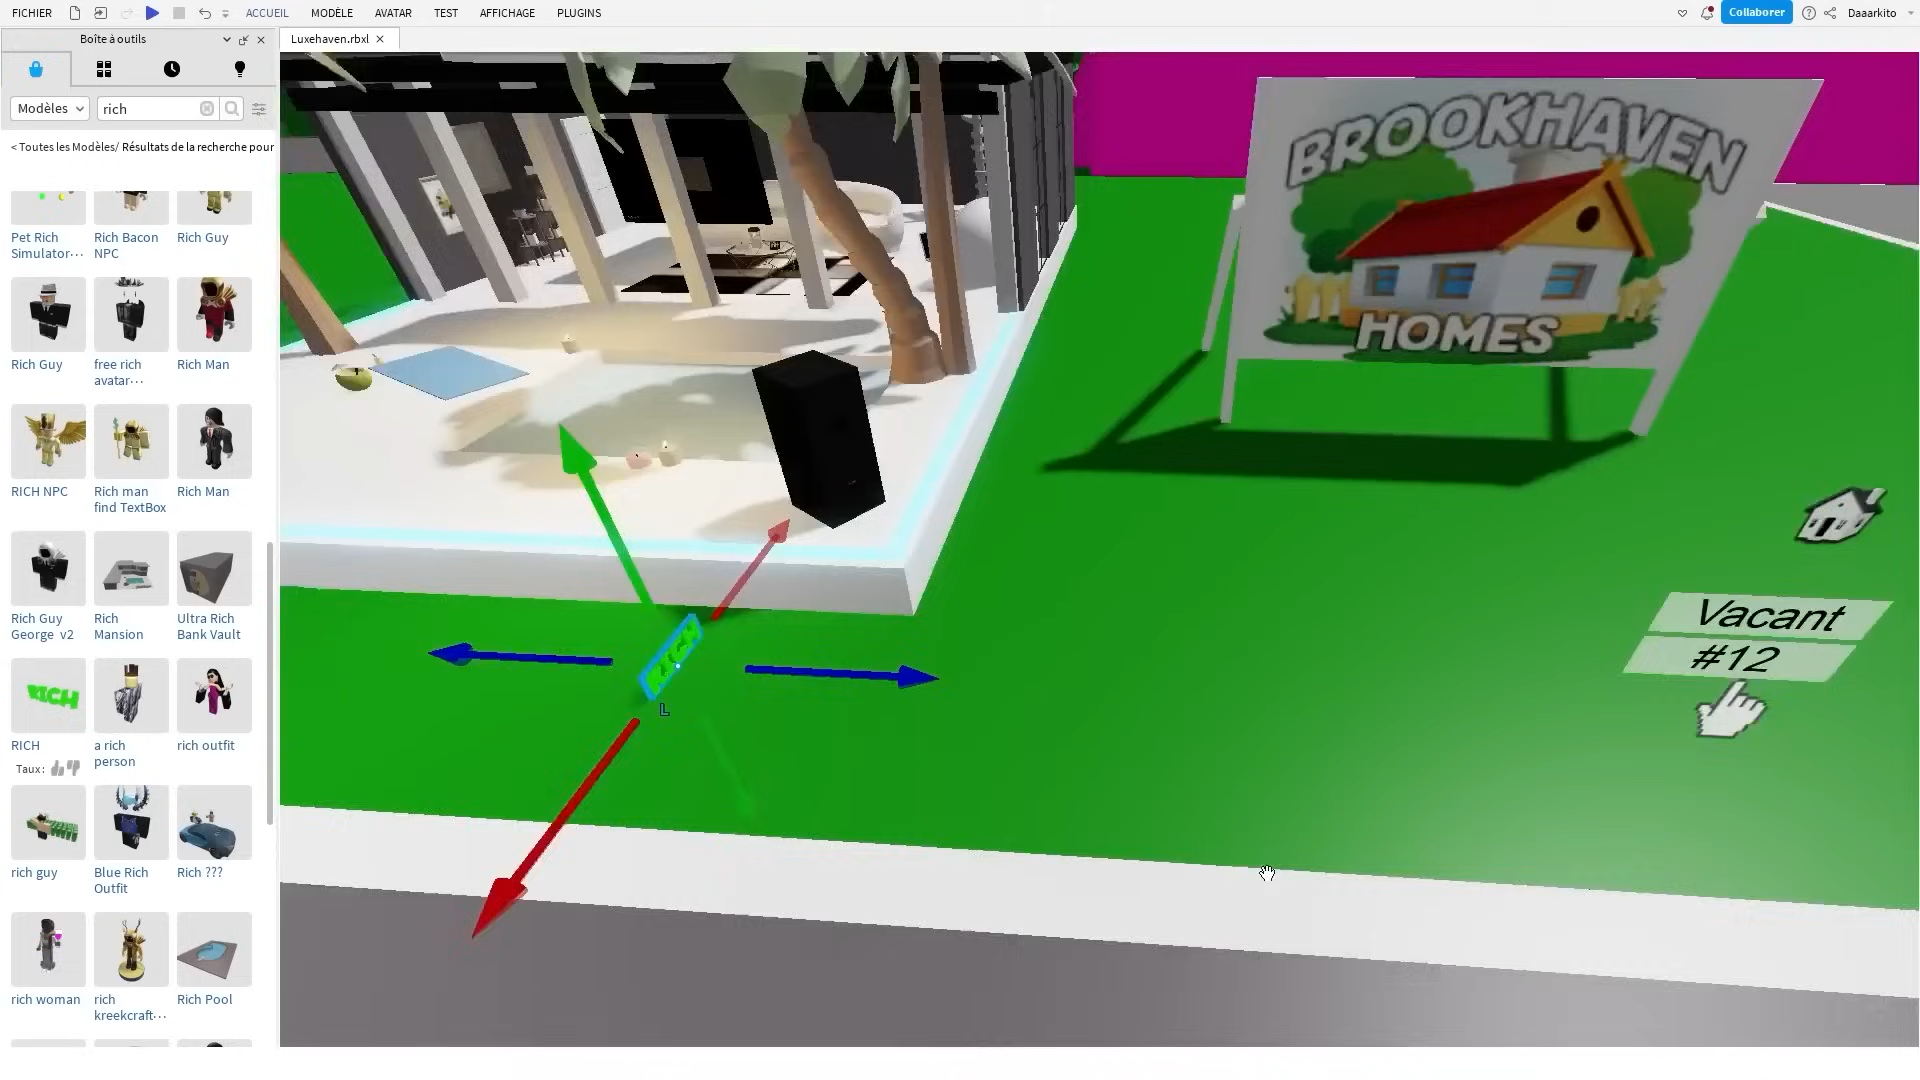 FICHIER
ACCUEIL
MODÈLE
AVATAR
TEST
AFFICHAGE
PLUGINS
Collaborer
Daaarkito
Boîte à outils
Luxehaven.rbxl
Modèles
rich
< Toutes les Modèles/ Résultats de la recherche pour
Pet Rich
Simulator···
Rich Bacon
NPC
Rich Guy
Rich Guy
free rich
avatar···
Rich Man
RICH NPC
Rich man
find TextBox
Rich Man
Rich Guy
George v2
Rich
Mansion
Ultra Rich
Bank Vault
RICH
RICH
Taux :
a rich
person
rich outfit
rich guy
Blue Rich
Outfit
Rich ???
rich woman
rich
kreekcraft···
Rich Pool
BROOKHAVEN
HOMES
Vacant
#12
L